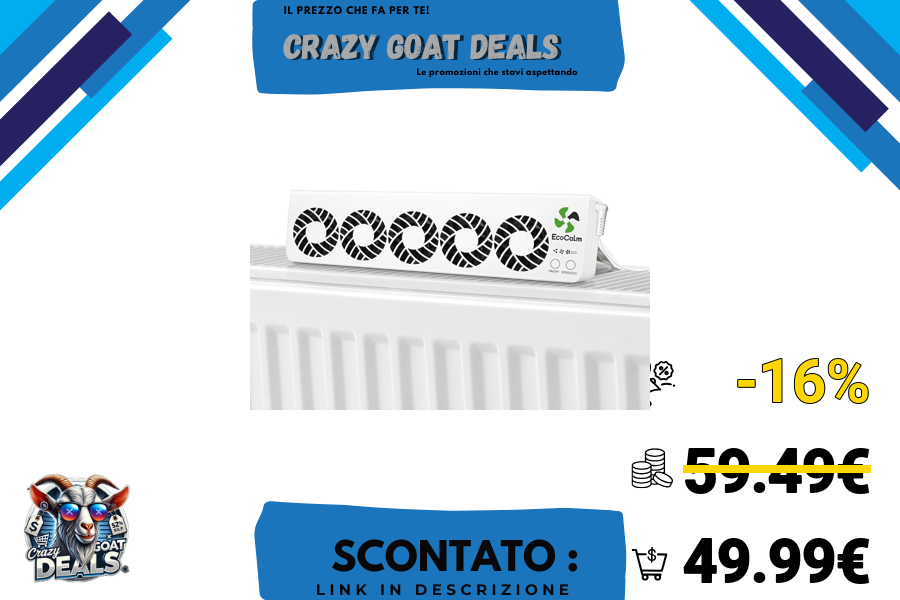 IL PREZZO CHE FA PER TE!
CRAZY GOAT DEALS
Le promozioni che stavi aspettando
EcoCalm
-16%
59.49€
49.99€
SCONTATO :
LINK IN DESCRIZIONE
Crazy
GOAT
DEALS